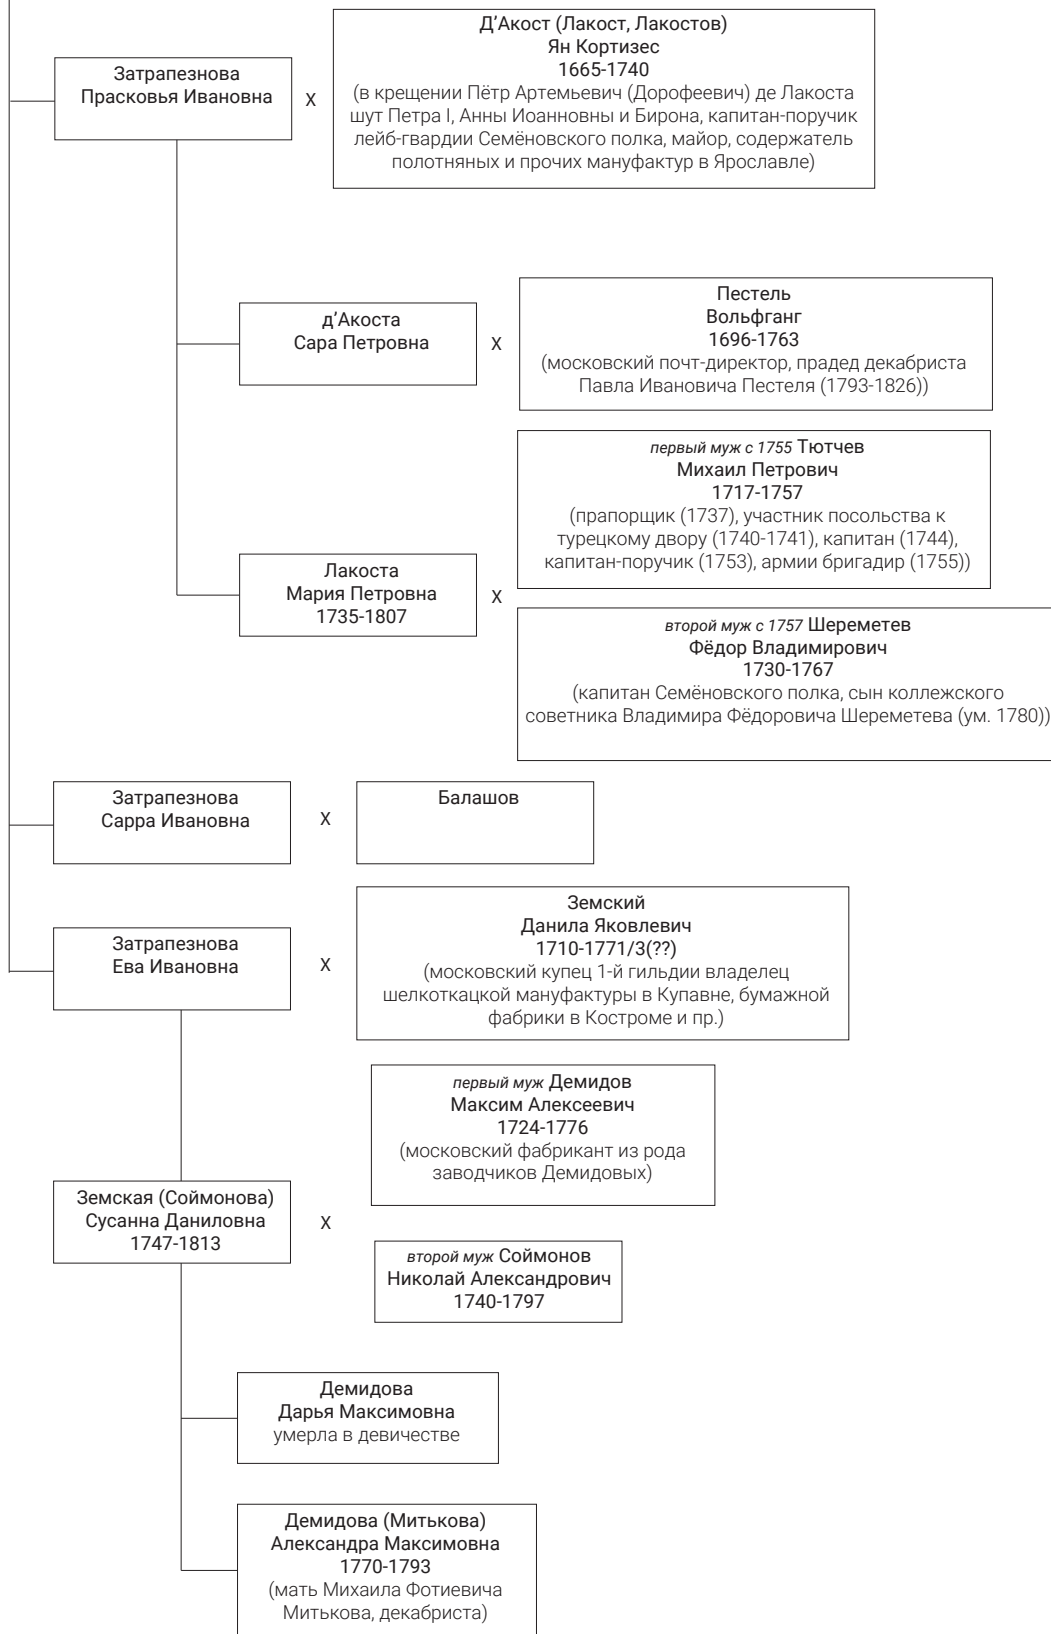 Затрапезнова
Прасковья Ивановна
X
Д'Акост (Лакост, Лакостов)
Ян Кортизес
1665-1740
(в крещении Пётр Артемьевич (Дорофеевич) де Лакоста
шут Петра I, Анны Иоанновны и Бирона, капитан-поручик
лейб-гвардии Семёновского полка, майор, содержатель
полотняных и прочих мануфактур в Ярославле)
д'Акоста
Сара Петровна
X
Пестель
Вольфганг
1696-1763
(московский почт-директор, прадед декабриста
Павла Ивановича Пестеля (1793-1826))
Лакоста
Мария Петровна
1735-1807
X
первый муж с 1755 Тютчев
Михаил Петрович
1717-1757
(прапорщик (1737), участник посольства к
турецкому двору (1740-1741), капитан (1744),
капитан-поручик (1753), армии бригадир (1755))
второй муж с 1757 Шереметев
Фёдор Владимирович
1730-1767
(капитан Семёновского полка, сын коллежского
советника Владимира Фёдоровича Шереметева (ум. 1780))
Затрапезнова
Сарра Ивановна
X
Балашов
Затрапезнова
Ева Ивановна
X
Земский
Данила Яковлевич
1710-1771/3(??)
(московский купец 1-й гильдии владелец
шелкоткацкой мануфактуры в Купавне, бумажной
фабрики в Костроме и пр.)
Земская (Соймонова)
Сусанна Даниловна
1747-1813
X
первый муж Демидов
Максим Алексеевич
1724-1776
(московский фабрикант из рода
заводчиков Демидовых)
второй муж Соймонов
Николай Александрович
1740-1797
Демидова
Дарья Максимовна
умерла в девичестве
Демидова (Митькова)
Александра Максимовна
1770-1793
(мать Михаила Фотиевича
Митькова, декабриста)